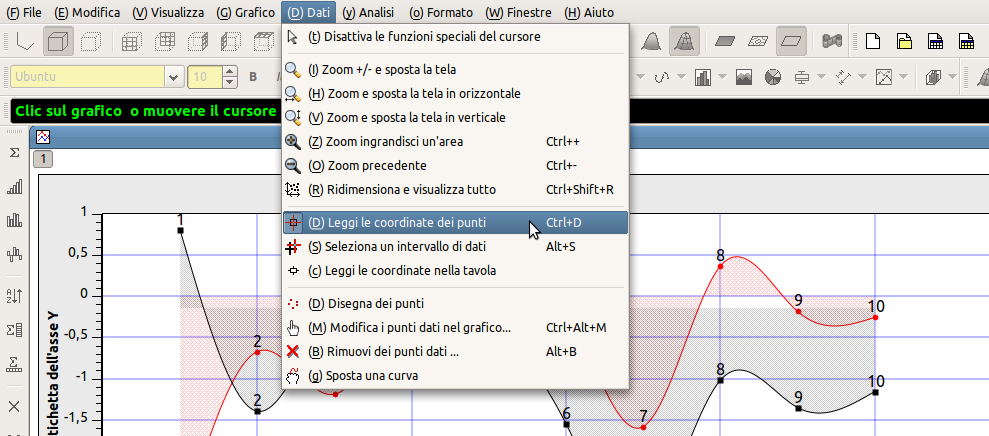 (F) File (E) Modifica (V) Visualizza (G) Grafico (D) Dati (y) Analisi (o) Formato (W) Finestre (H) Aiuto
(t) Disattiva le funzioni speciali del cursore
Ubuntu 10 B
(I) Zoom +/- e sposta la tela
(H) Zoom e sposta la tela in orizzontale
Clic sul grafico o muovere il cursore
(V) Zoom e sposta la tela in verticale
(Z) Zoom ingrandisci un'area Ctrl++
(O) Zoom precedente Ctrl+-
(R) Ridimensiona e visualizza tutto Ctrl+Shift+R
(D) Leggi le coordinate dei punti Ctrl+D
(S) Seleziona un intervallo di dati Alt+S
(c) Leggi le coordinate nella tavola
(D) Disegna dei punti
(M) Modifica i punti dati nel grafico... Ctrl+Alt+M
(B) Rimuovi dei punti dati ... Alt+B
(g) Sposta una curva
1
1
0,5
0
-0,5
-1
-1,5
tichetta dell'asse Y
1
2
2
6
7
8
8
9
9
10
10